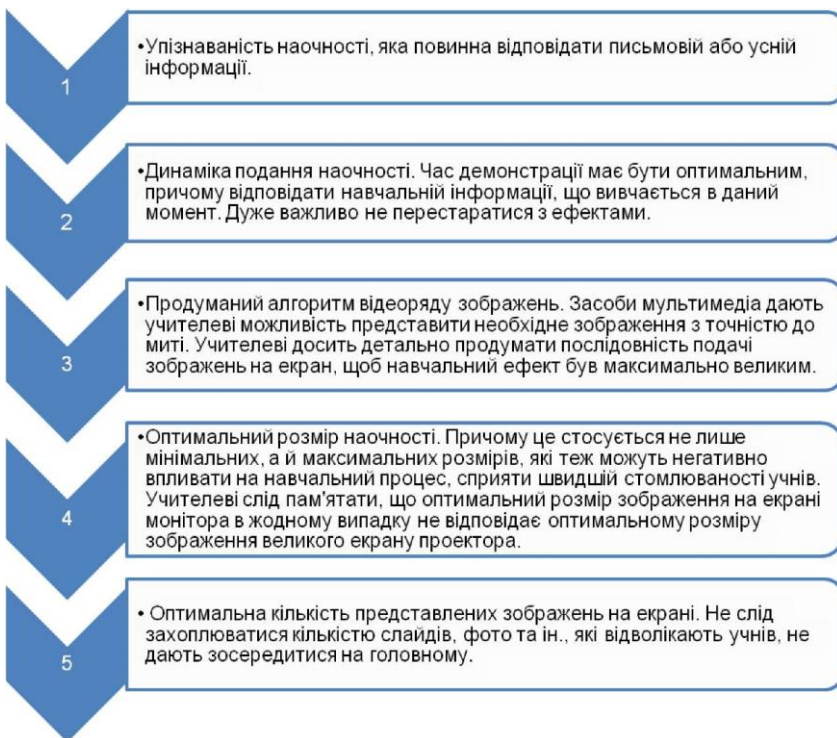 1
•Упізнаваність наочності, яка повинна відповідати письмовій або усній
інформації.
2
•Динаміка подання наочності. Час демонстрації має бути оптимальним,
причому відповідати навчальній інформації, що вивчається в даний
момент. Дуже важливо не перестаратися з ефектами.
3
•Продуманий алгоритм відеоряду зображень. Засоби мультимедіа дають
учителеві можливість представити необхідне зображення з точністю до
миті. Учителеві досить детально продумати послідовність подачі
зображень на екран, щоб навчальний ефект був максимально великим.
4
•Оптимальний розмір наочності. Причому це стосується не лише
мінімальних, а й максимальних розмірів, які теж можуть негативно
впливати на навчальний процес, сприяти швидшій стомлюваності учнів.
Учителеві слід пам'ятати, що оптимальний розмір зображення на екрані
монітора в жодному випадку не відповідає оптимальному розміру
зображення великого екрану проектора.
5
• Оптимальна кількість представлених зображень на екрані. Не слід
захоплюватися кількістю слайдів, фото та ін., які відволікають учнів, не
дають зосередитися на головному.